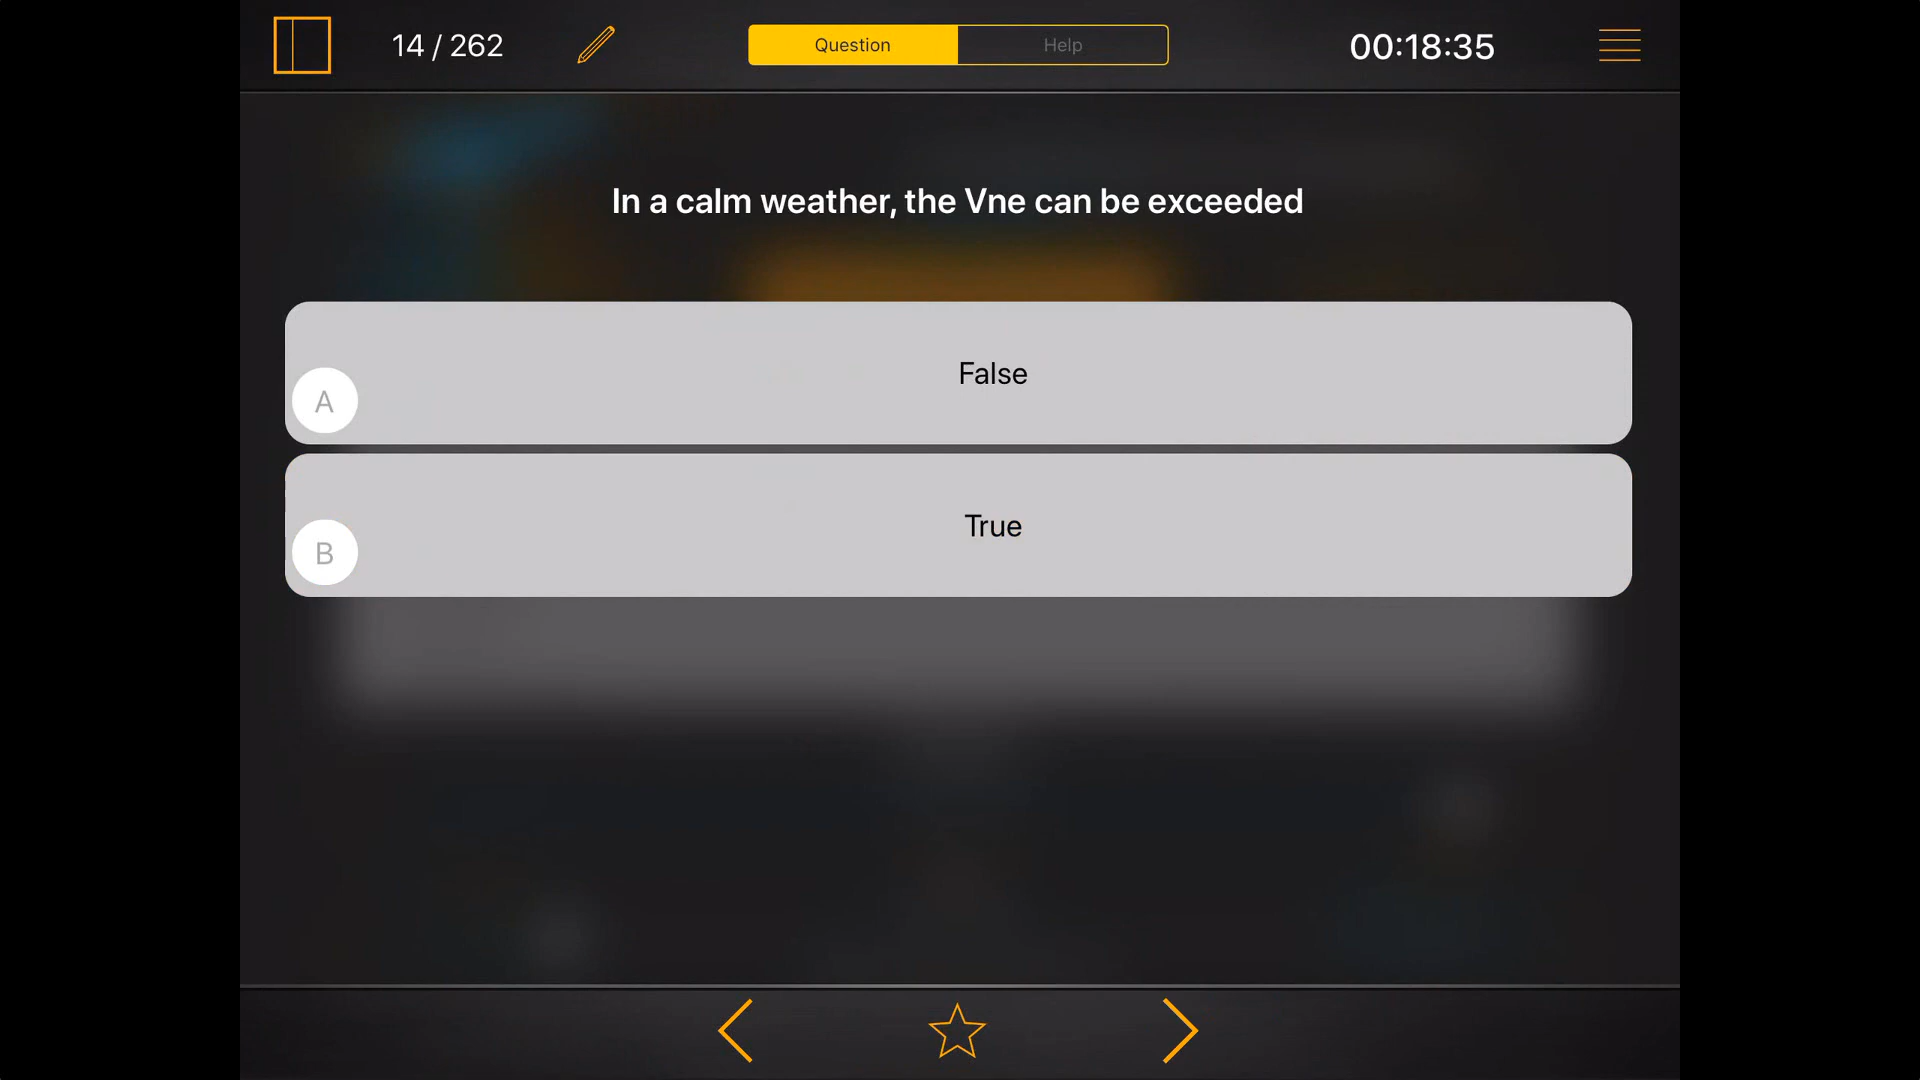 14 / 262
Question
Help
00:18:35
In a calm weather, the Vne can be exceeded
False
A
True
B